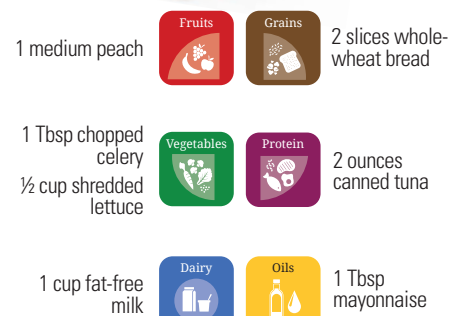 1 medium peach
Fruits
Grains
2 slices whole-
wheat bread
1 Tbsp chopped
celery
½ cup shredded
lettuce
Vegetables
Protein
2 ounces
canned tuna
1 cup fat-free
milk
Dairy
Oils
1 Tbsp
mayonnaise